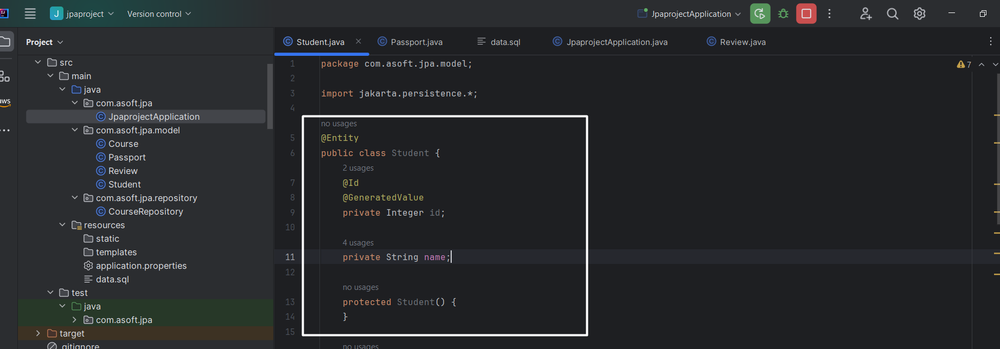 J jpaproject Version control JpaprojectApplication
Project
Student.java Passport.java data.sql JpaprojectApplication.java Review.java
src
main
java
com.asoft.jpa
JpaprojectApplication
com.asoft.jpa.model
Course
Passport
Review
Student
com.asoft.jpa.repository
CourseRepository
resources
static
templates
application.properties
data.sql
test
java
com.asoft.jpa
target
.gitignore
aws
7
1 package com.asoft.jpa.model;
2
3 import jakarta.persistence.*;
4
no usages
5 @Entity
6 public class Student {
2 usages
7 @Id
8 @GeneratedValue
9 private Integer id;
10
4 usages
11 private String name;
12
no usages
13 protected Student() {
14 }
15
no usages